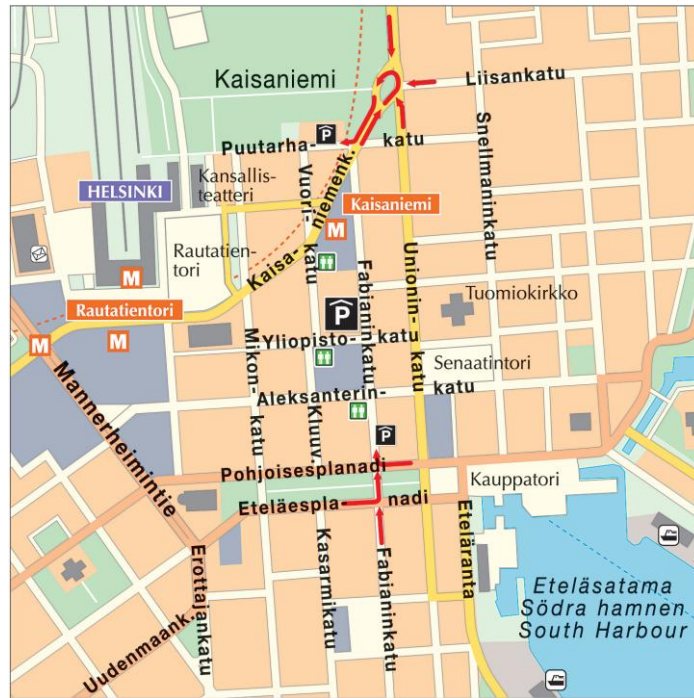 Kaisaniemi
Liisankatu
Puutarha-
katu
Snellmaninkatu
HELSINKI
Kansallis-
teatteri
Vuori-
katu
Kaisa-
niemenk.
Kaisaniemi
M
Rautatien-
tori
M
Rautatientori
M
M
Fabianinkatu
Unionin-
katu
Tuomiokirkko
P
P
Yliopisto-
katu
Senaatintori
Mikon-
katu
Aleksanterin-
katu
Kluuv.
Mannerheimintie
P
Pohjoisesplanadi
Kauppatori
Eteläespla-
nadi
Eteläranta
Erottajankatu
Kasarmikatu
Fabianinkatu
Uudenmaank.
Eteläsatama
Södra hamnen
South Harbour